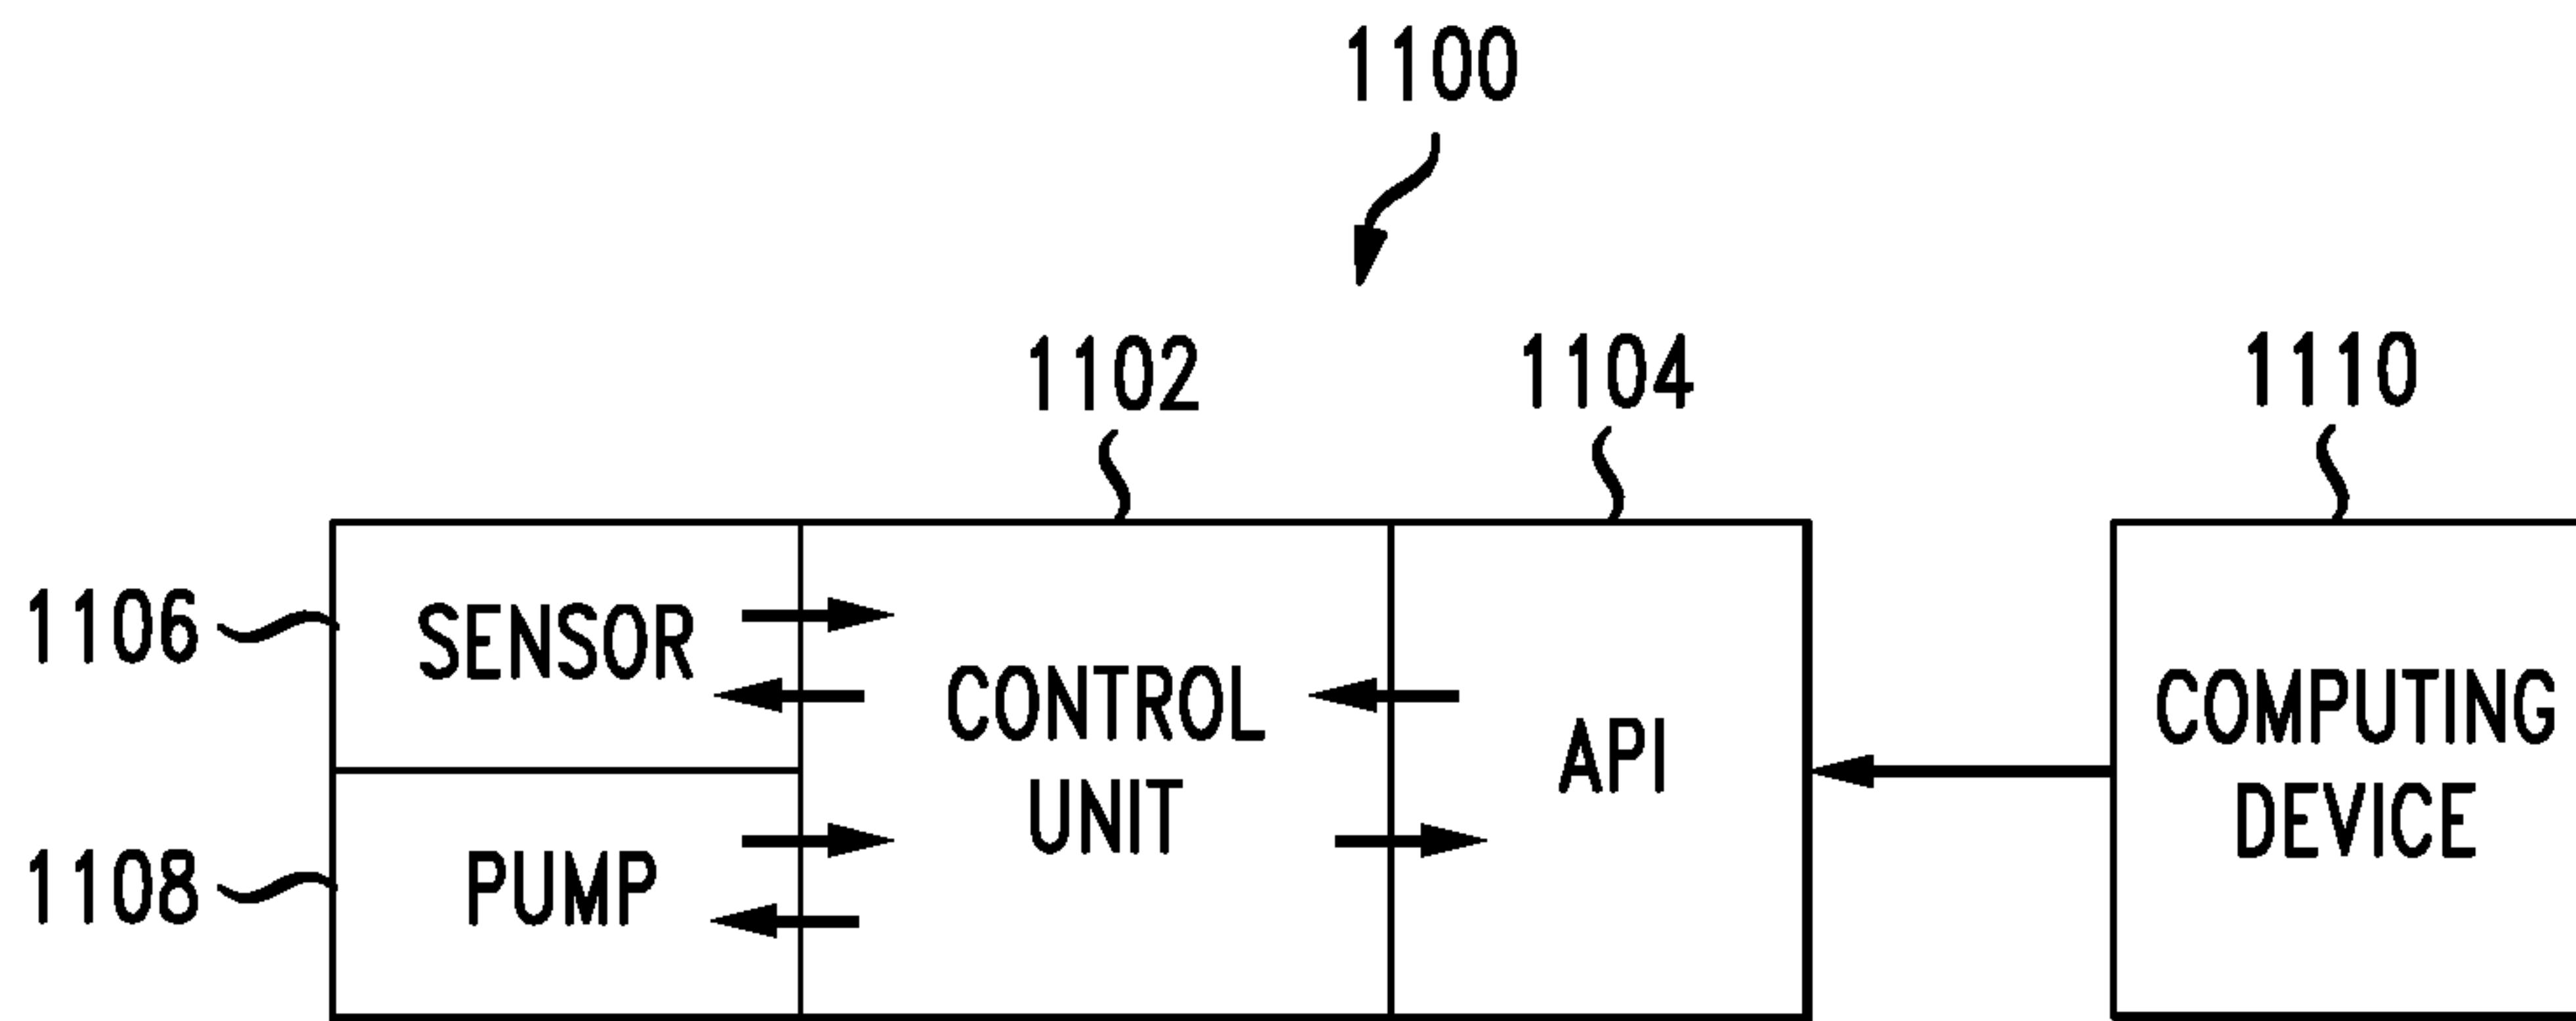 1100
1102
1104
1110
1106
SENSOR
CONTROL
UNIT
API
COMPUTING
DEVICE
1108
PUMP